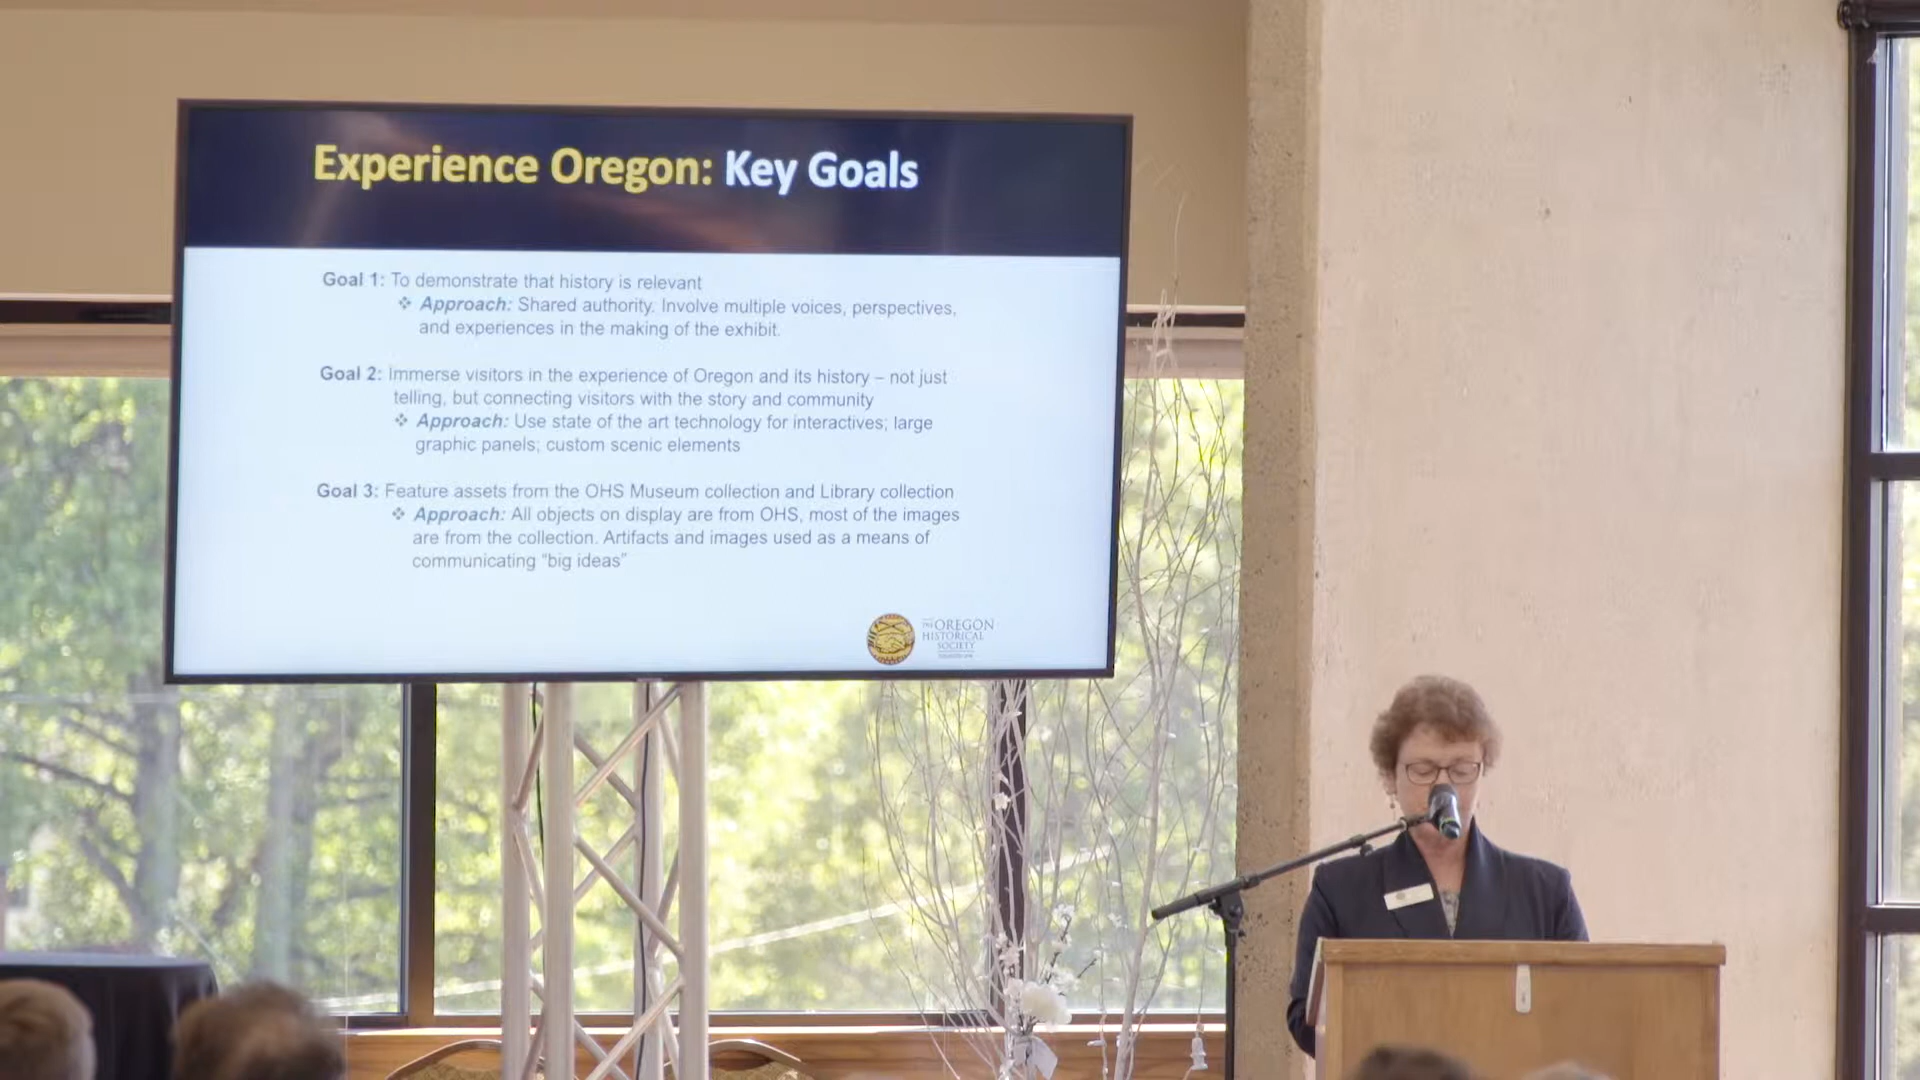 Experience Oregon: Key Goals
Goal 1: To demonstrate that history is relevant
❖ Approach: Shared authority. Involve multiple voices, perspectives,
and experiences in the making of the exhibit.
Goal 2: Immerse visitors in the experience of Oregon and its history – not just
telling, but connecting visitors with the story and community
❖ Approach: Use state of the art technology for interactives; large
graphic panels; custom scenic elements
Goal 3: Feature assets from the OHS Museum collection and Library collection
❖ Approach: All objects on display are from OHS, most of the images
are from the collection. Artifacts and images used as a means of
communicating “big ideas”
OREGON
HISTORICAL
SOCIETY